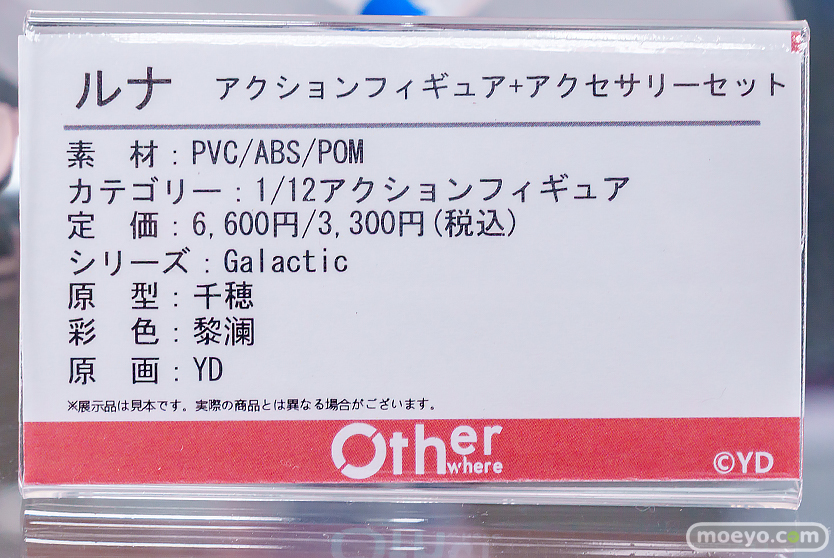 ルナ アクションフィギュア+アクセサリーセット
素 材：PVC/ABS/POM
カテゴリー：1/12アクションフィギュア
定 価：6,600円/3,300円(税込)
シリーズ：Galactic
原 型：千穂
彩 色：黎澜
原 画：YD
※展示品は見本です。実際の商品とは異なる場合がございます。
Other
where
©YD
moeyo.com